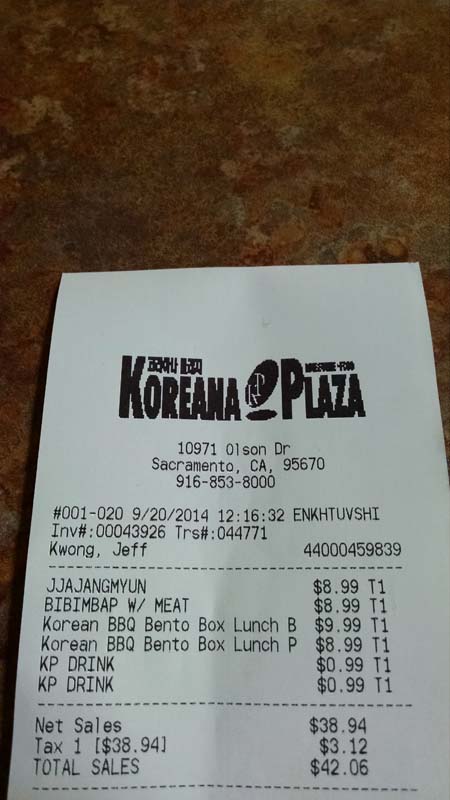 KOREANA PLAZA
10971 Olson Dr
Sacramento, CA, 95670
916-853-8000
#001-020 9/20/2014 12:16:32 ENKHTUVSHI
Inv#:00043926 Trs#:044771
Kwong, Jeff 44000459839
JJAJANGMYUN $8.99 T1
BIBIMBAP W/ MEAT $8.99 T1
Korean BBQ Bento Box Lunch B $9.99 T1
Korean BBQ Bento Box Lunch P $8.99 T1
KP DRINK $0.99 T1
KP DRINK $0.99 T1
Net Sales $38.94
Tax 1 [$38.94] $3.12
TOTAL SALES $42.06